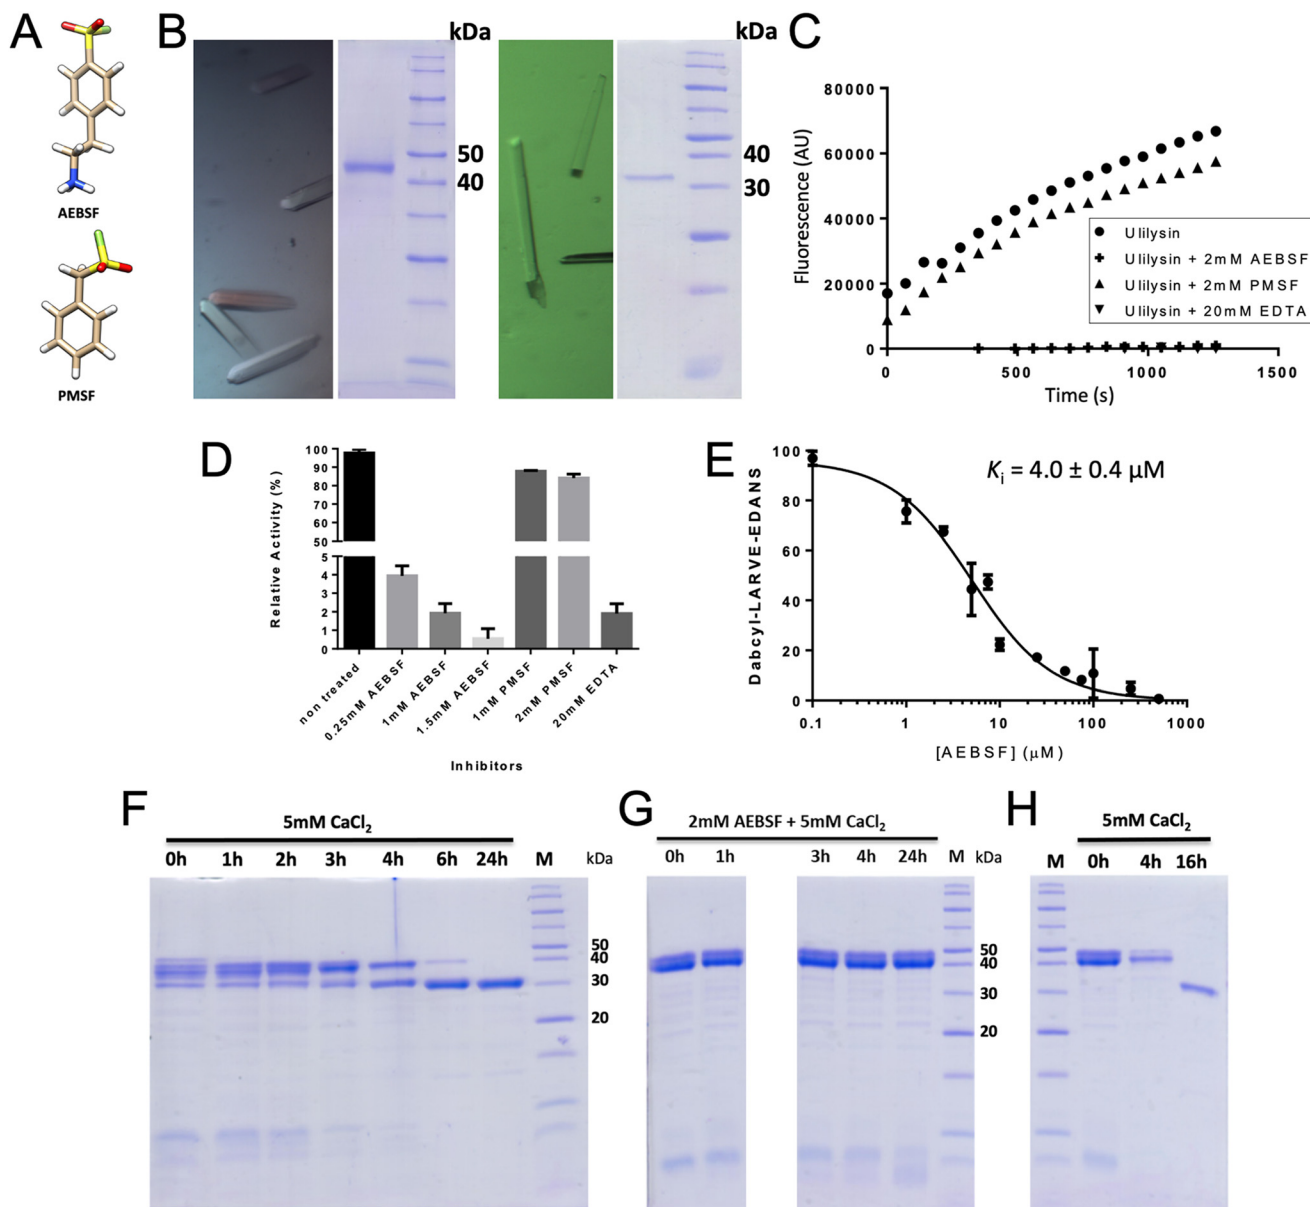 A
AEBSF
PMSF
B
kDa
50
40
kDa
40
30
C
Fluorescence (AU)
80000
60000
40000
20000
0
0 500 1000 1500
Time (s)
Ulilysin
Ulilysin + 2mM AEBSF
Ulilysin + 2mM PMSF
Ulilysin + 20mM EDTA
D
Relative Activity (%)
100
90
80
70
60
50
5
4
3
2
1
0
non treated
0.25mM AEBSF
1mM AEBSF
1.5mM AEBSF
1mM PMSF
2mM PMSF
20mM EDTA
Inhibitors
E
Dabcyl-LARVE-EDANS
100
80
60
40
20
0
Ki = 4.0 ± 0.4 μM
0.1 1 10 100 1000
[AEBSF] (μM)
F
5mM CaCl2
0h 1h 2h 3h 4h 6h 24h M kDa
50
40
30
20
G
2mM AEBSF + 5mM CaCl2
0h 1h 3h 4h 24h M kDa
50
40
30
20
H
5mM CaCl2
M 0h 4h 16h